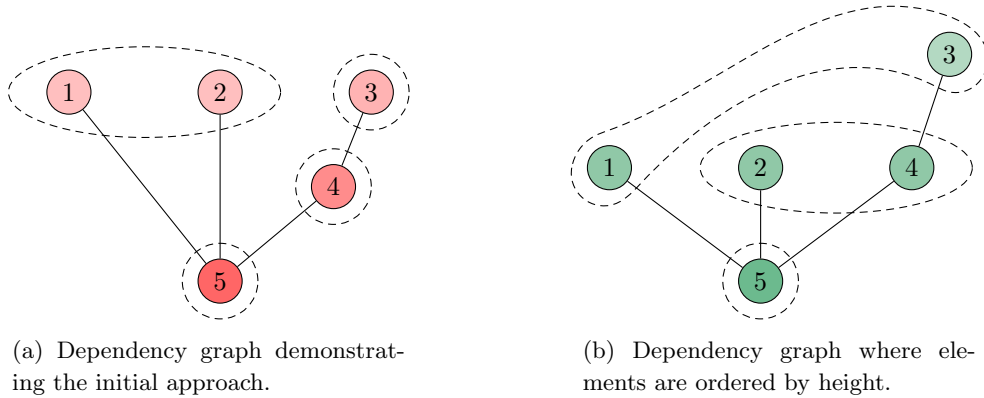 1 2 3
4
5
(a) Dependency graph demonstrat-
ing the initial approach.
3
1 2 4
5
(b) Dependency graph where ele-
ments are ordered by height.